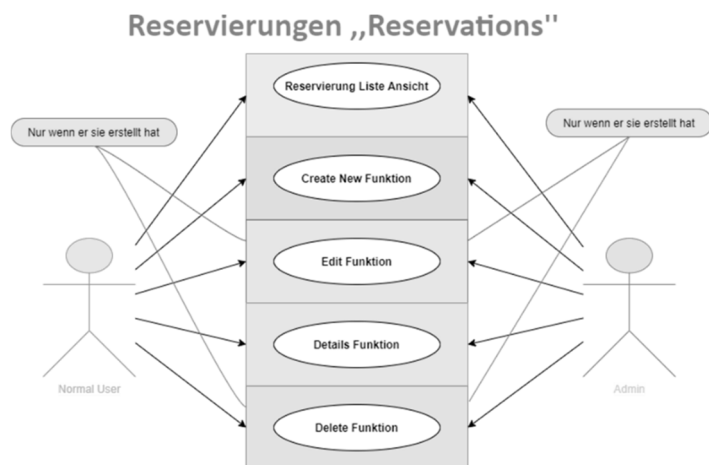 Reservierungen ,,Reservations"
Reservierung Liste Ansicht
Nur wenn er sie erstellt hat
Nur wenn er sie erstellt hat
Create New Funktion
Edit Funktion
Details Funktion
Normal User
Admin
Delete Funktion